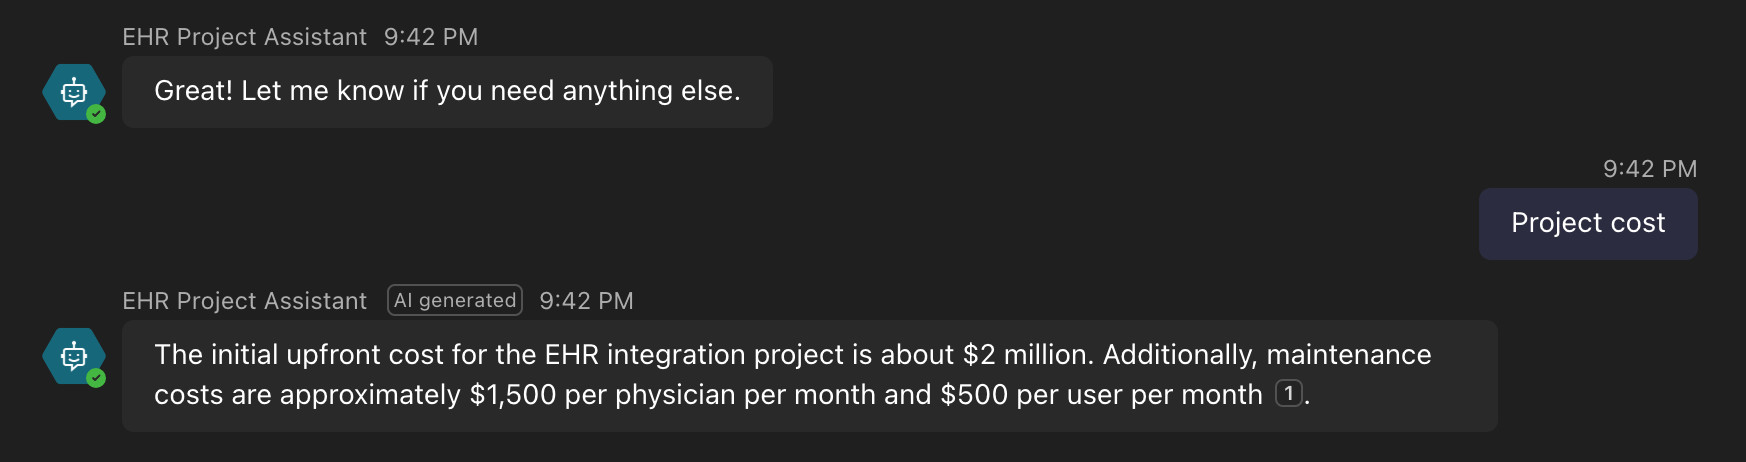 EHR Project Assistant 9:42 PM
Great! Let me know if you need anything else.
9:42 PM
Project cost
EHR Project Assistant AI generated 9:42 PM
The initial upfront cost for the EHR integration project is about $2 million. Additionally, maintenance
costs are approximately $1,500 per physician per month and $500 per user per month 1.